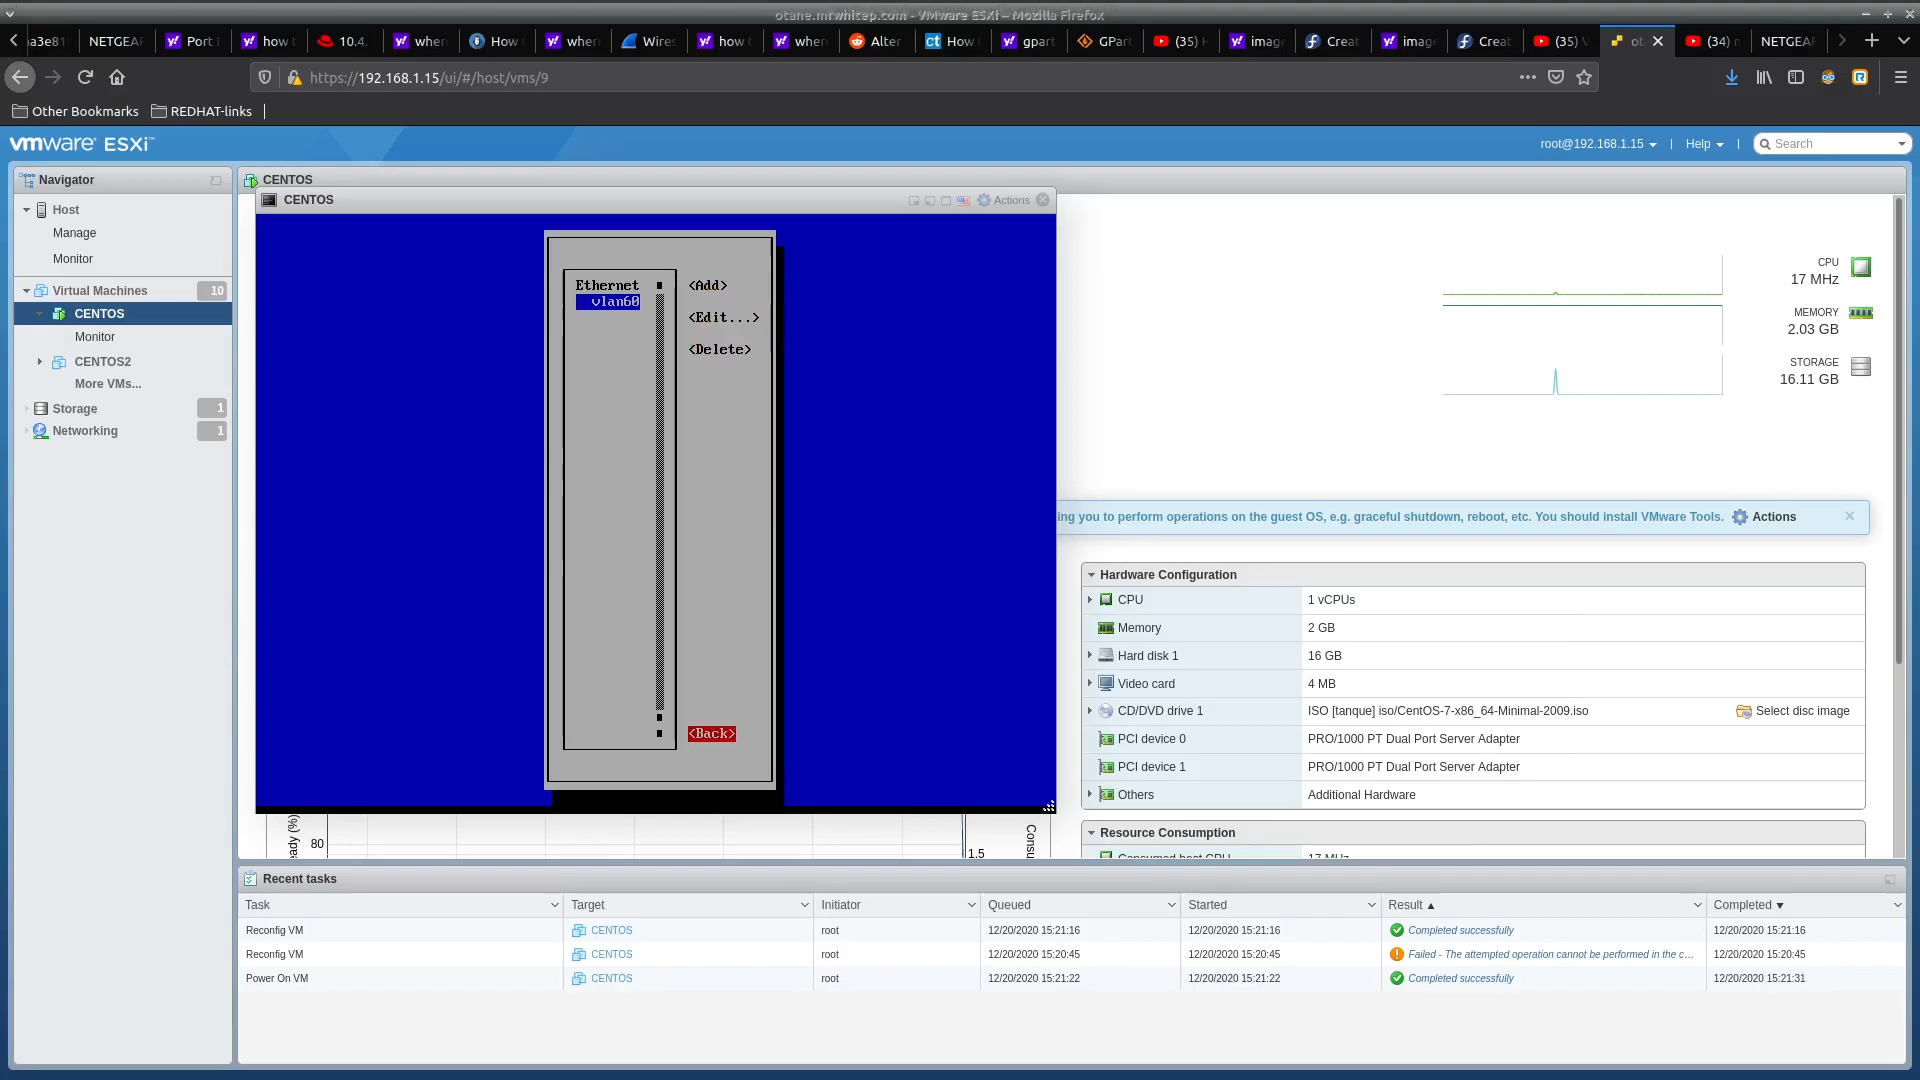 otane.mrwhitep.com - VMware ESXi — Mozilla Firefox
NETGEAR
Port
how
10.4.
wher
How
wher
Wires
how
wher
Alter
How
gpart
GPart
(35)
imag
Creat
imag
Creat
(35)
ot
(34)
NETGEAR
https://192.168.1.15/ui/#/host/vms/9
Other Bookmarks
REDHAT-links
vmware ESXi
root@192.168.1.15
Help
Search
Navigator
Host
Manage
Monitor
Virtual Machines 10
CENTOS
Monitor
CENTOS2
More VMs...
Storage 1
Networking 1
CENTOS
CENTOS
Actions
Ethernet
vlan60
<Add>
<Edit...>
<Delete>
<Back>
CPU
17 MHz
MEMORY
2.03 GB
STORAGE
16.11 GB
ing you to perform operations on the guest OS, e.g. graceful shutdown, reboot, etc. You should install VMware Tools.
Actions
Hardware Configuration
CPU 1 vCPUs
Memory 2 GB
Hard disk 1 16 GB
Video card 4 MB
CD/DVD drive 1 ISO [tanque] iso/CentOS-7-x86_64-Minimal-2009.iso Select disc image
PCI device 0 PRO/1000 PT Dual Port Server Adapter
PCI device 1 PRO/1000 PT Dual Port Server Adapter
Others Additional Hardware
Resource Consumption
Consumed host CPU 17 MHz
eady (%)
80
1.5
Consu
Recent tasks
Task Target Initiator Queued Started Result Completed
Reconfig VM CENTOS root 12/20/2020 15:21:16 12/20/2020 15:21:16 Completed successfully 12/20/2020 15:21:16
Reconfig VM CENTOS root 12/20/2020 15:20:45 12/20/2020 15:20:45 Failed - The attempted operation cannot be performed in the c... 12/20/2020 15:20:45
Power On VM CENTOS root 12/20/2020 15:21:22 12/20/2020 15:21:22 Completed successfully 12/20/2020 15:21:31